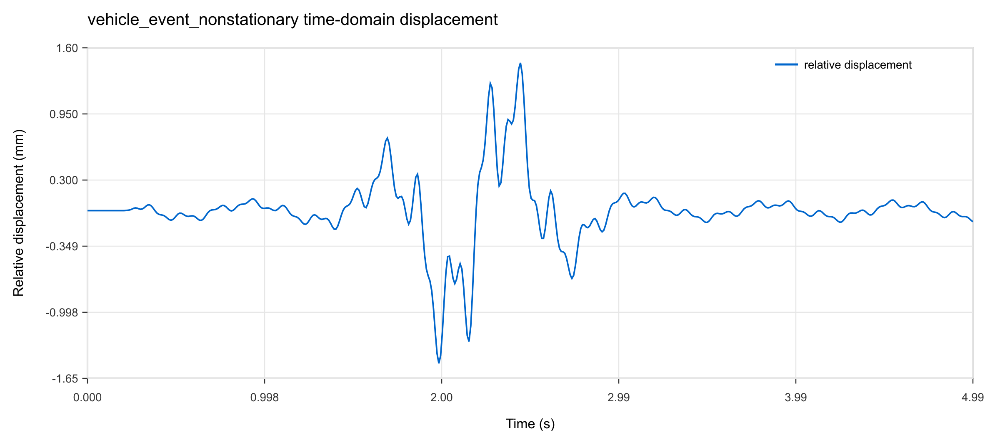 vehicle_event_nonstationary time-domain displacement
1.60
relative displacement
0.950
0.300
-0.349
-0.998
-1.65
Relative displacement (mm)
0.000 0.998 2.00 2.99 3.99 4.99
Time (s)